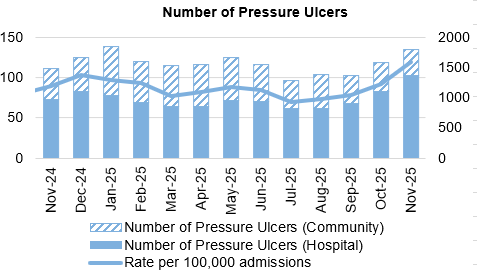 Number of Pressure Ulcers
150
100
50
0
2000
1500
1000
500
0
Nov-24
Dec-24
Jan-25
Feb-25
Mar-25
Apr-25
May-25
Jun-25
Jul-25
Aug-25
Sep-25
Oct-25
Nov-25
Number of Pressure Ulcers (Community)
Number of Pressure Ulcers (Hospital)
Rate per 100,000 admissions